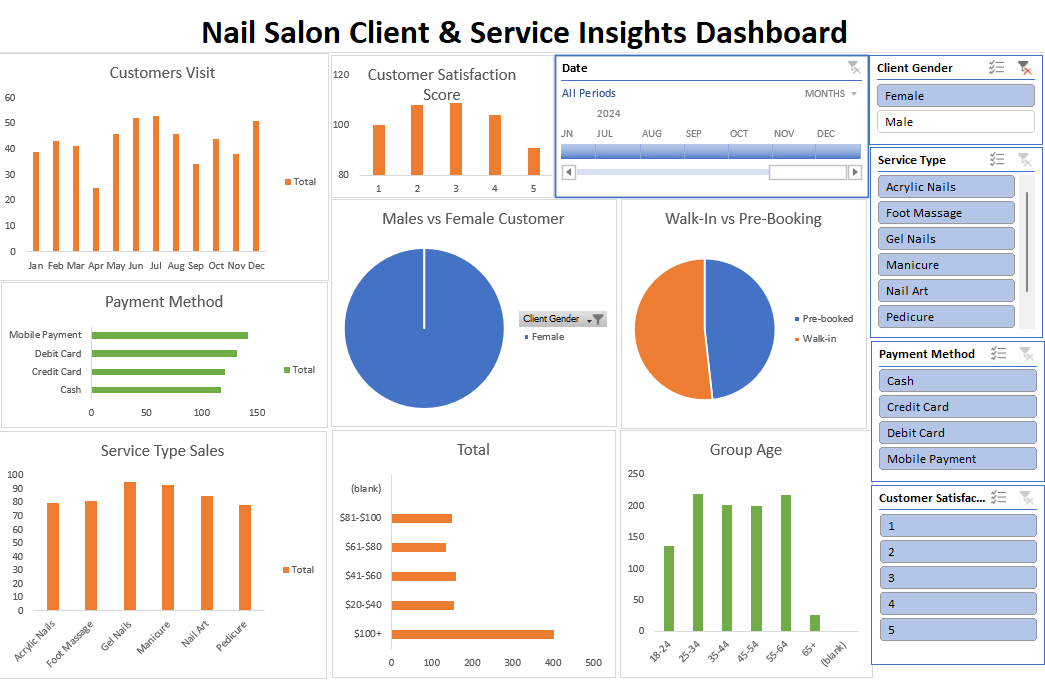 Nail Salon Client & Service Insights Dashboard
Customers Visit
60
50
40
30
20
10
0
Jan Feb Mar Apr May Jun Jul Aug Sep Oct Nov Dec
Total
Customer Satisfaction
Score
120
100
80
1 2 3 4 5
Date
All Periods
MONTHS
2024
JN JUL AUG SEP OCT NOV DEC
Client Gender
Female
Male
Service Type
Acrylic Nails
Foot Massage
Gel Nails
Manicure
Nail Art
Pedicure
Males vs Female Customer
Client Gender
Female
Walk-In vs Pre-Booking
Pre-booked
Walk-in
Payment Method
Mobile Payment
Debit Card
Credit Card
Cash
0 50 100 150
Total
Payment Method
Cash
Credit Card
Debit Card
Mobile Payment
Service Type Sales
100
90
80
70
60
50
40
30
20
10
0
Acrylic Nails
Foot Massage
Gel Nails
Manicure
Nail Art
Pedicure
Total
Total
(blank)
$81-$100
$61-$80
$41-$60
$20-$40
$100+
0 100 200 300 400 500
Group Age
250
200
150
100
50
0
18-24
25-34
35-44
45-54
55-64
65+
(blank)
Customer Satisfac...
1
2
3
4
5